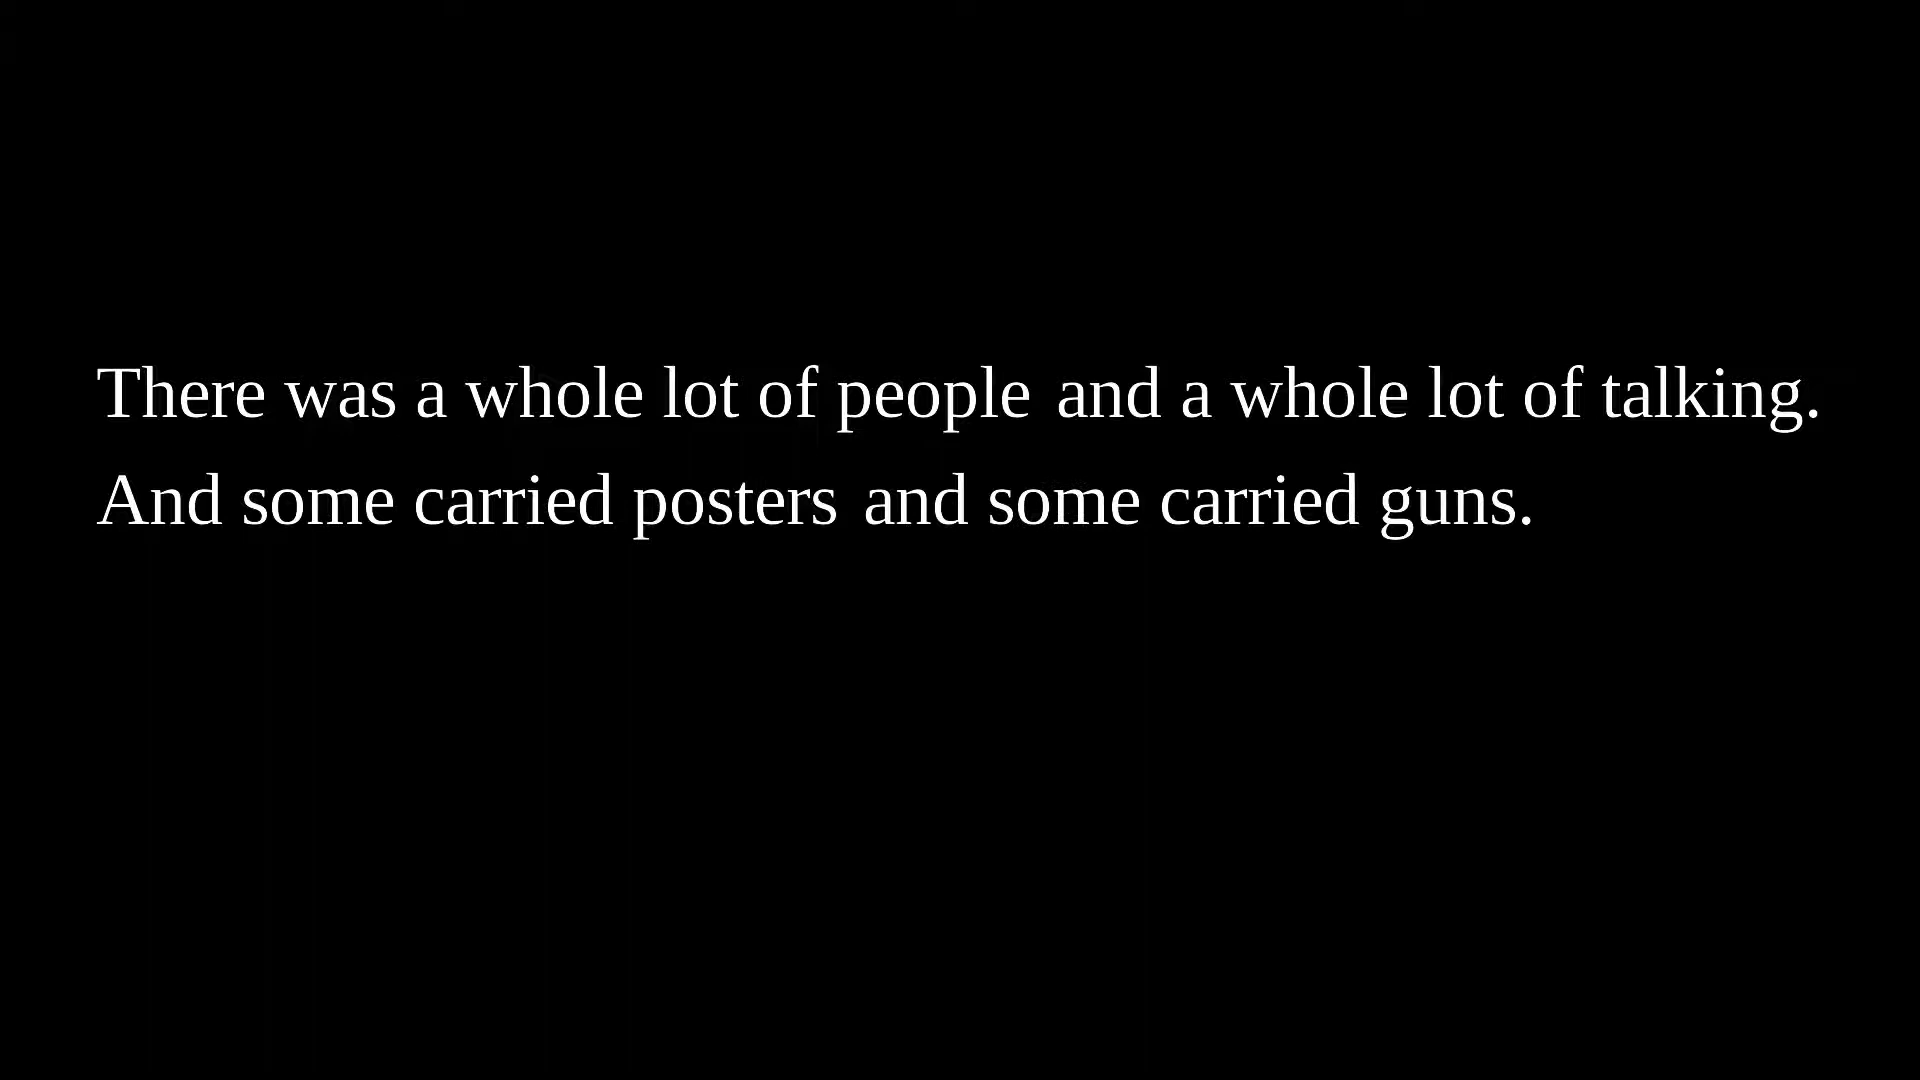 There was a whole lot of people and a whole lot of talking.
And some carried posters and some carried guns.